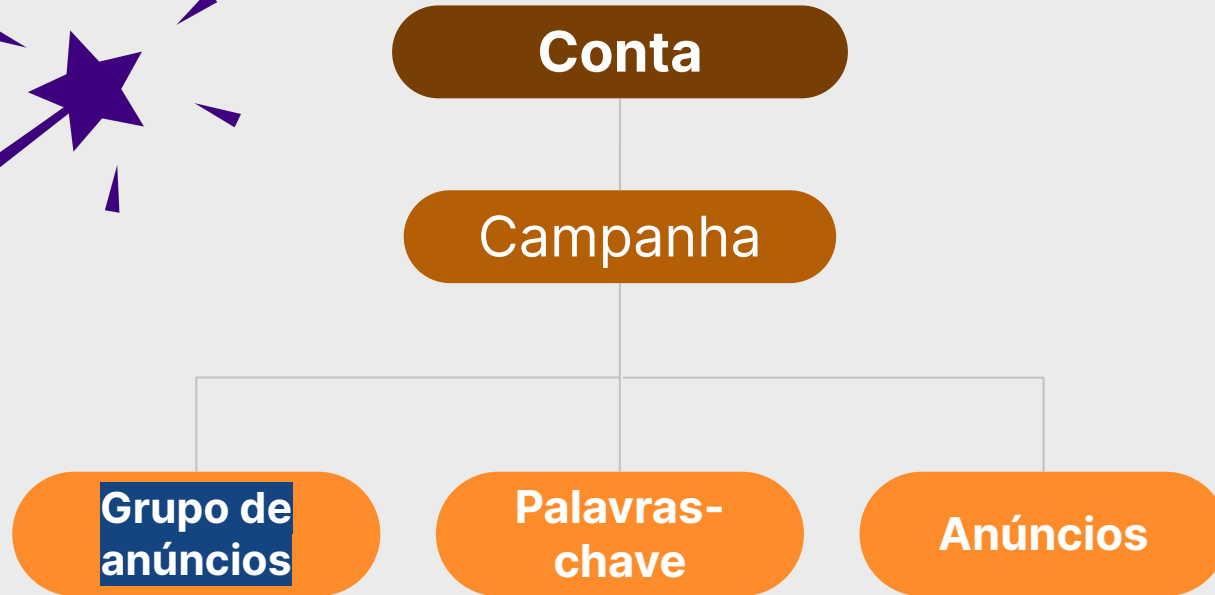 Conta
Campanha
Grupo de
anúncios
Palavras-
chave
Anúncios